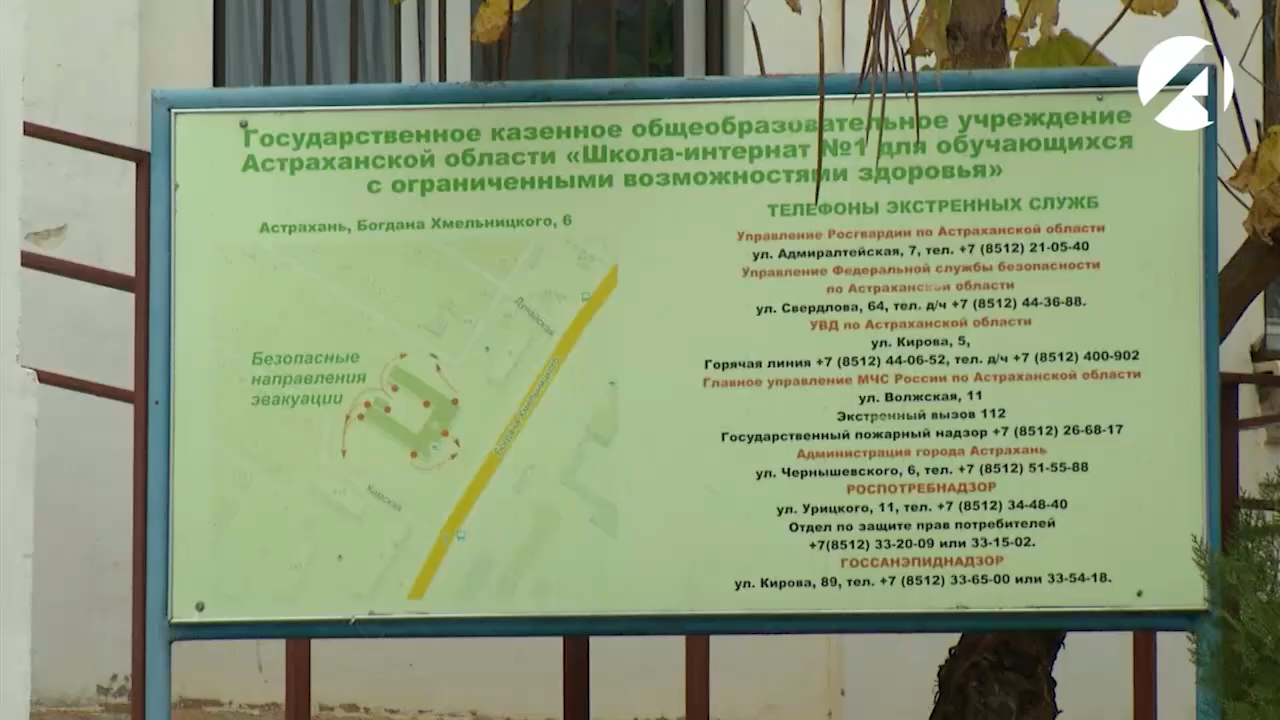 Государственное казенное общеобразовательное учреждение
Астраханской области «Школа-интернат №1 для обучающихся
с ограниченными возможностями здоровья»
Астрахань, Богдана Хмельницкого, 6
Безопасные
направления
эвакуации
Дунайская
Богдана Хмельницкого
Комская
ТЕЛЕФОНЫ ЭКСТРЕННЫХ СЛУЖБ
Управление Росгвардии по Астраханской области
ул. Адмиралтейская, 7, тел. +7 (8512) 21-05-40
Управление Федеральной службы безопасности
по Астраханской области
ул. Свердлова, 64, тел. д/ч +7 (8512) 44-36-88.
УВД по Астраханской области
ул. Кирова, 5,
Горячая линия +7 (8512) 44-06-52, тел. д/ч +7 (8512) 400-902
Главное управление МЧС России по Астраханской области
ул. Волжская, 11
Экстренный вызов 112
Государственный пожарный надзор +7 (8512) 26-68-17
Администрация города Астрахань
ул. Чернышевского, 6, тел. +7 (8512) 51-55-88
РОСПОТРЕБНАДЗОР
ул. Урицкого, 11, тел. +7 (8512) 34-48-40
Отдел по защите прав потребителей
+7(8512) 33-20-09 или 33-15-02.
ГОССАНЭПИДНАДЗОР
ул. Кирова, 89, тел. +7 (8512) 33-65-00 или 33-54-18.